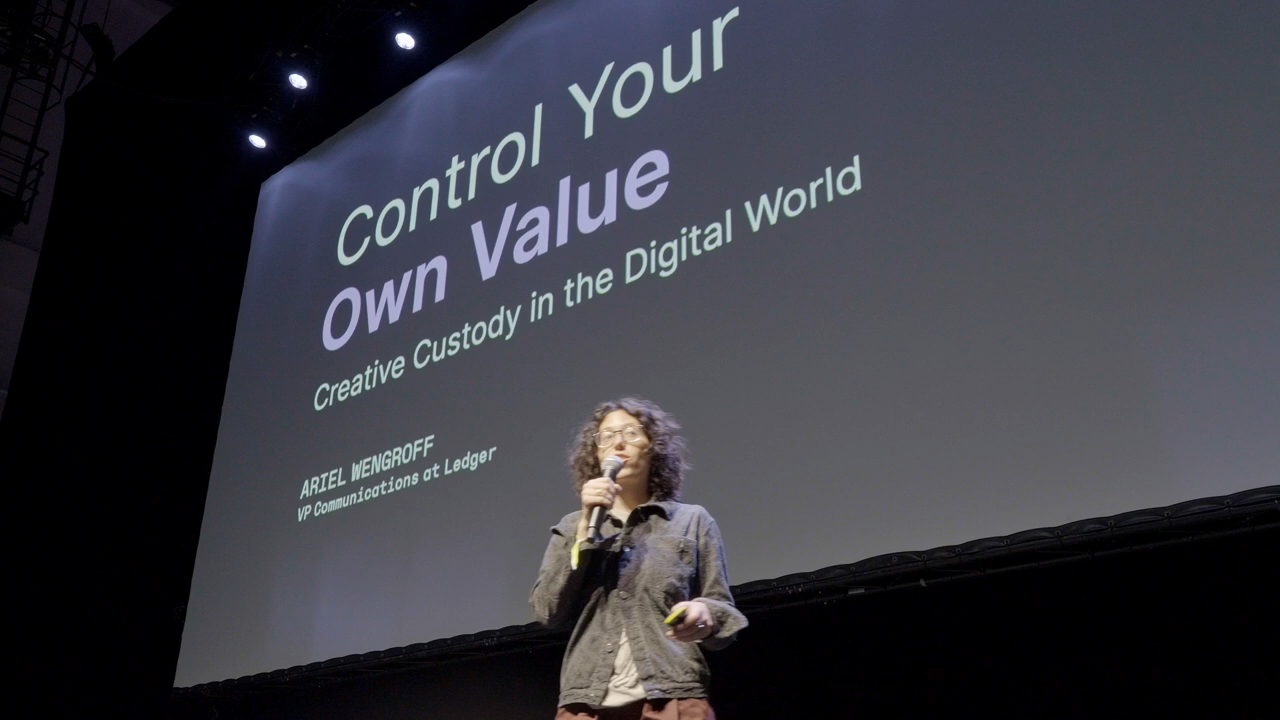 Control Your
Own Value
Creative Custody in the Digital World
ARIEL WENGROFF
VP Communications at Ledger